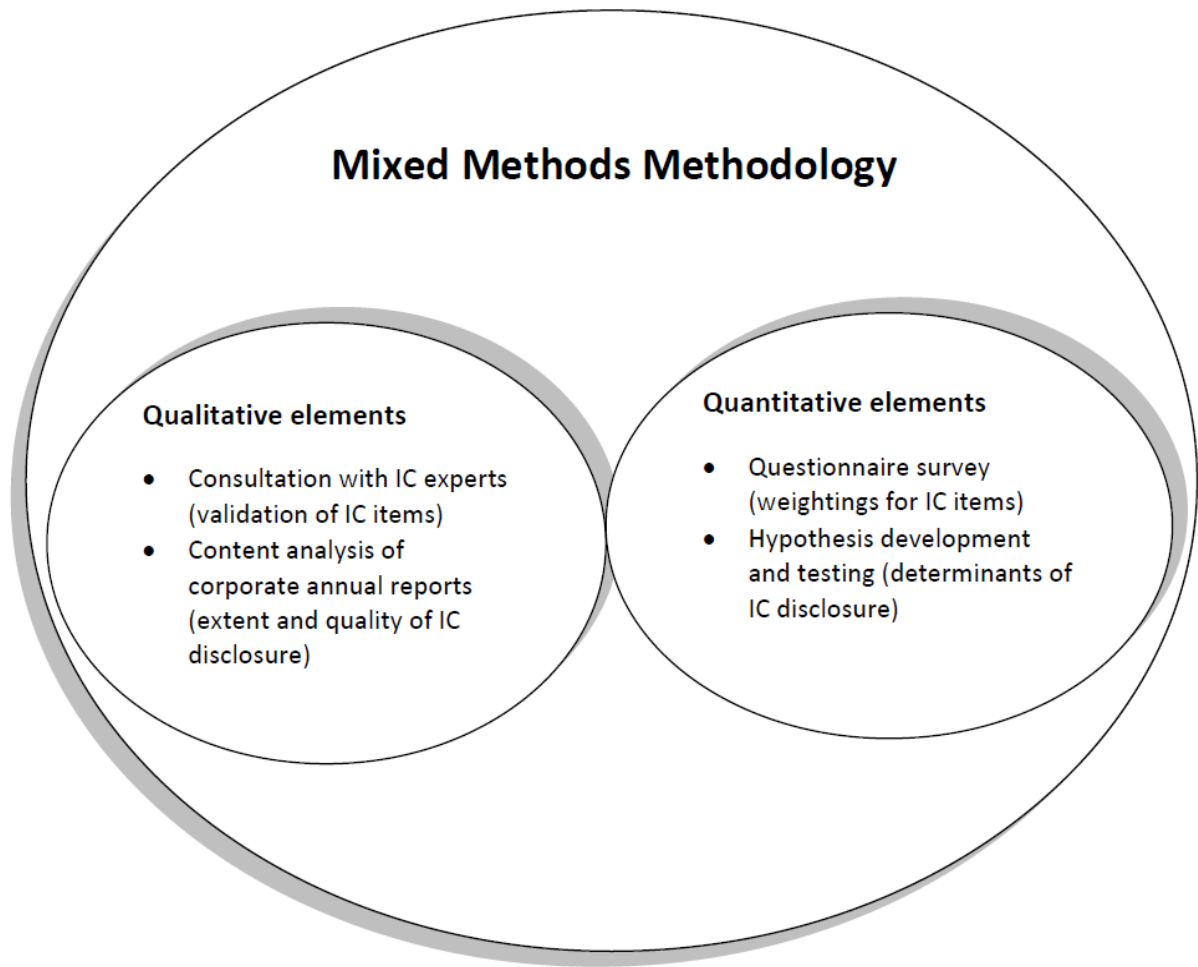 Mixed Methods Methodology
Qualitative elements
• Consultation with IC experts
(validation of IC items)
• Content analysis of
corporate annual reports
(extent and quality of IC
disclosure)
Quantitative elements
• Questionnaire survey
(weightings for IC items)
• Hypothesis development
and testing (determinants of
IC disclosure)